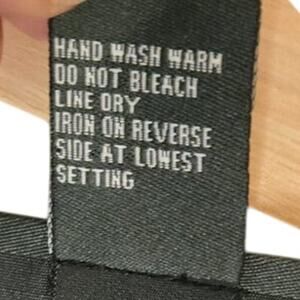 HAND WASH WARM
DO NOT BLEACH
LINE DRY
IRON ON REVERSE
SIDE AT LOWEST
SETTING